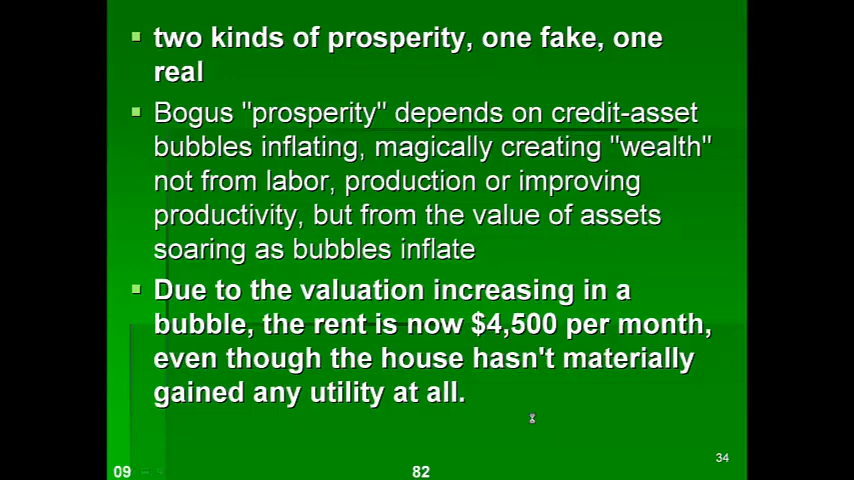 two kinds of prosperity, one fake, one
real
Bogus "prosperity" depends on credit-asset
bubbles inflating, magically creating "wealth"
not from labor, production or improving
productivity, but from the value of assets
soaring as bubbles inflate
Due to the valuation increasing in a
bubble, the rent is now $4,500 per month,
even though the house hasn't materially
gained any utility at all.
34
09
82